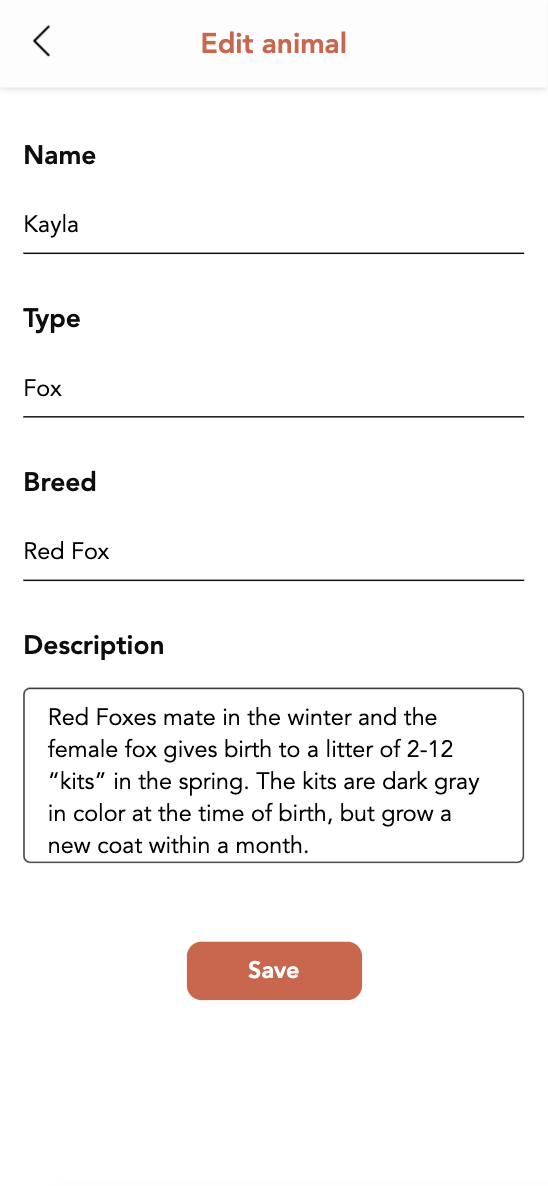 Edit animal
Name
Kayla
Type
Fox
Breed
Red Fox
Description
Red Foxes mate in the winter and the
female fox gives birth to a litter of 2-12
“kits” in the spring. The kits are dark gray
in color at the time of birth, but grow a
new coat within a month.
Save